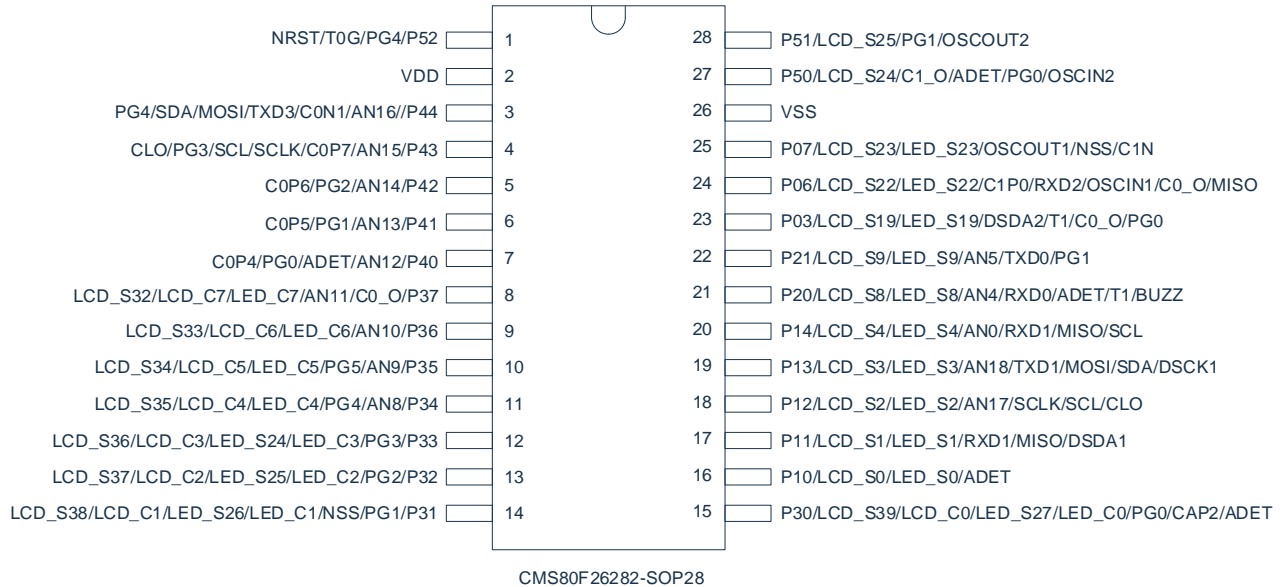 NRST/T0G/PG4/P52 1 28 P51/LCD_S25/PG1/OSCOUT2
VDD 2 27 P50/LCD_S24/C1_O/ADET/PG0/OSCIN2
PG4/SDA/MOSI/TXD3/C0N1/AN16//P44 3 26 VSS
CLO/PG3/SCL/SCLK/C0P7/AN15/P43 4 25 P07/LCD_S23/LED_S23/OSCOUT1/NSS/C1N
C0P6/PG2/AN14/P42 5 24 P06/LCD_S22/LED_S22/C1P0/RXD2/OSCIN1/C0_O/MISO
C0P5/PG1/AN13/P41 6 23 P03/LCD_S19/LED_S19/DSDA2/T1/C0_O/PG0
C0P4/PG0/ADET/AN12/P40 7 22 P21/LCD_S9/LED_S9/AN5/TXD0/PG1
LCD_S32/LCD_C7/LED_C7/AN11/C0_O/P37 8 21 P20/LCD_S8/LED_S8/AN4/RXD0/ADET/T1/BUZZ
LCD_S33/LCD_C6/LED_C6/AN10/P36 9 20 P14/LCD_S4/LED_S4/AN0/RXD1/MISO/SCL
LCD_S34/LCD_C5/LED_C5/PG5/AN9/P35 10 19 P13/LCD_S3/LED_S3/AN18/TXD1/MOSI/SDA/DSCK1
LCD_S35/LCD_C4/LED_C4/PG4/AN8/P34 11 18 P12/LCD_S2/LED_S2/AN17/SCLK/SCL/CLO
LCD_S36/LCD_C3/LED_S24/LED_C3/PG3/P33 12 17 P11/LCD_S1/LED_S1/RXD1/MISO/DSDA1
LCD_S37/LCD_C2/LED_S25/LED_C2/PG2/P32 13 16 P10/LCD_S0/LED_S0/ADET
LCD_S38/LCD_C1/LED_S26/LED_C1/NSS/PG1/P31 14 15 P30/LCD_S39/LCD_C0/LED_S27/LED_C0/PG0/CAP2/ADET
CMS80F26282-SOP28